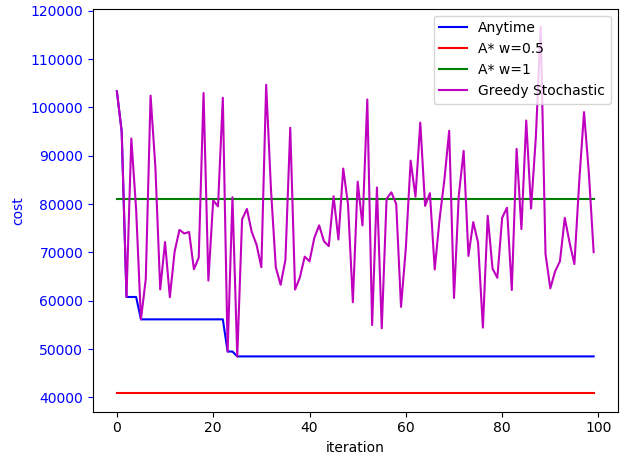 120000
110000
100000
90000
80000
70000
60000
50000
40000
cost
Anytime
A* w=0.5
A* w=1
Greedy Stochastic
0 20 40 60 80 100
iteration